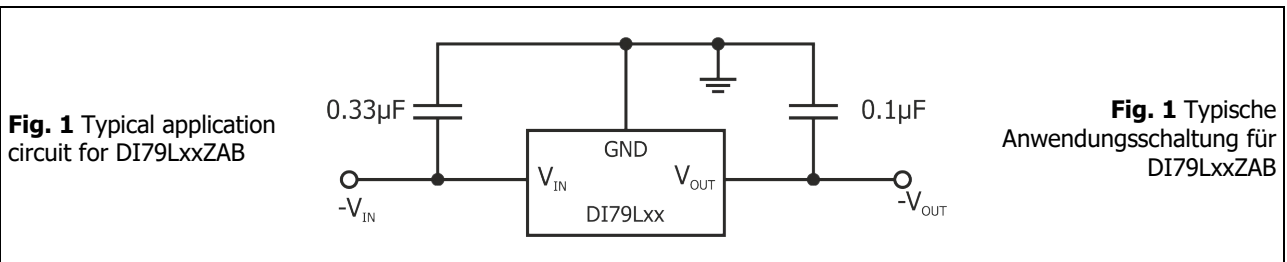 Fig. 1 Typical application
circuit for DI79LxxZAB
0.33µF
0.1µF
GND
V_IN
V_OUT
DI79Lxx
-V_IN
-V_OUT
Fig. 1 Typische
Anwendungsschaltung für
DI79LxxZAB